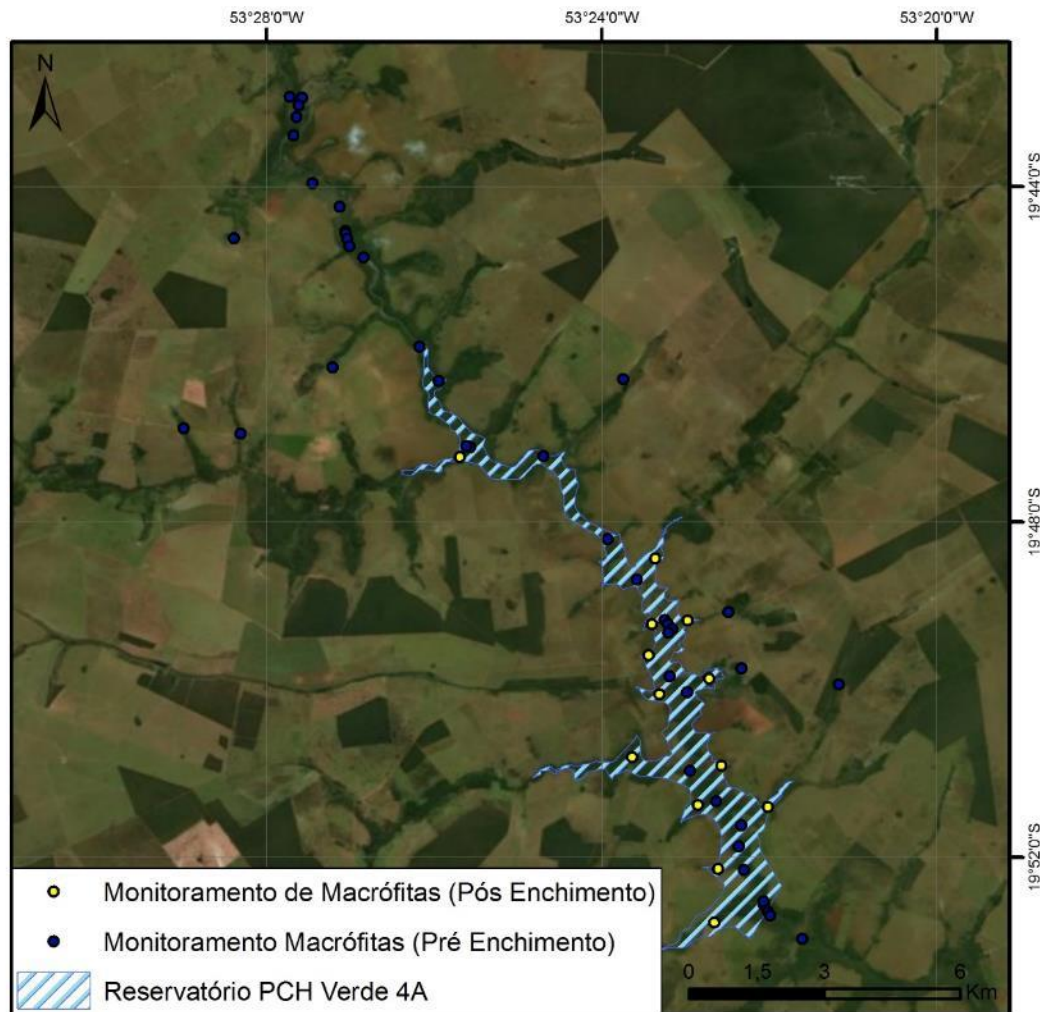 53°28'0"W 53°24'0"W 53°20'0"W
N
19°44'0"S
19°48'0"S
19°52'0"S
Monitoramento de Macrófitas (Pós Enchimento)
Monitoramento Macrófitas (Pré Enchimento)
Reservatório PCH Verde 4A
0 1,5 3 6
Km